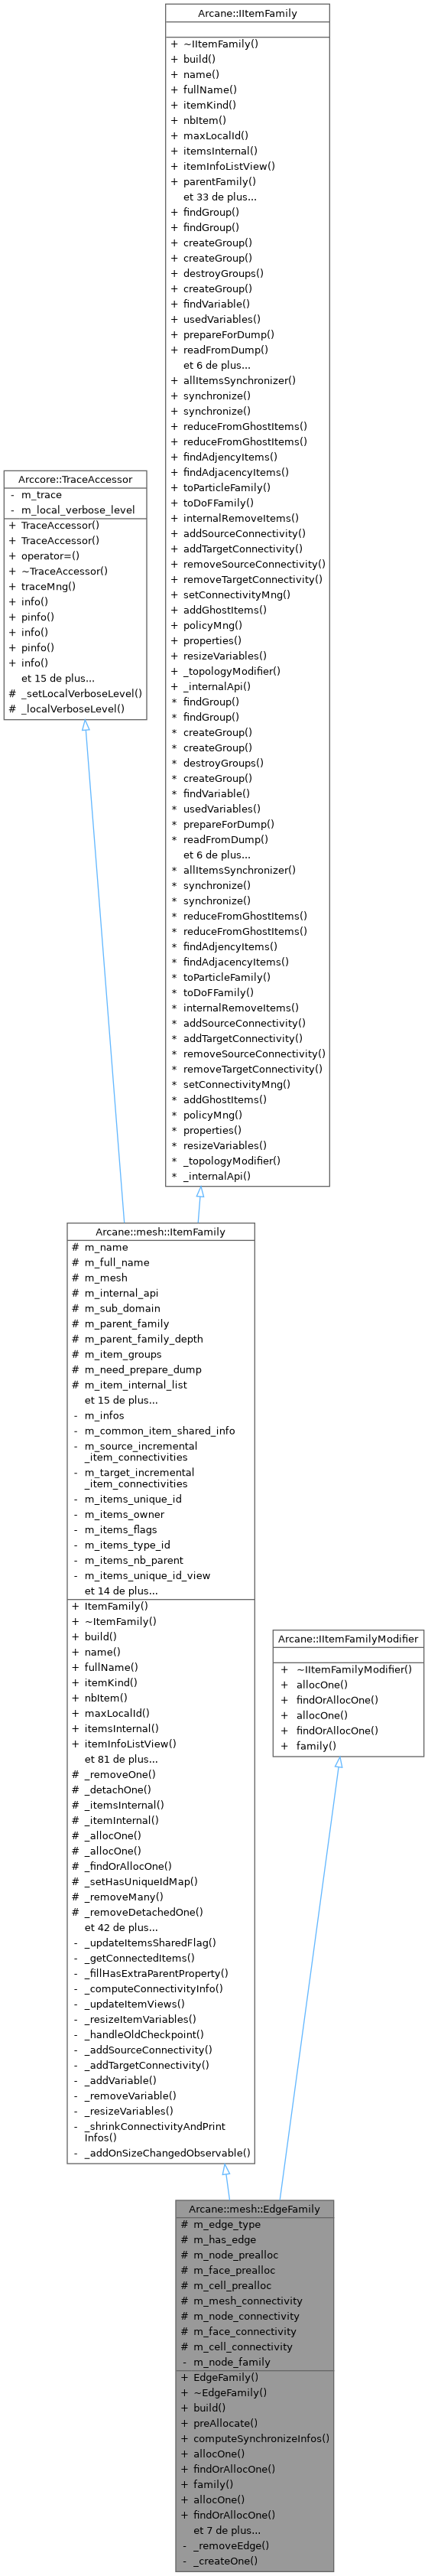 Arcane::IItemFamily
+ ~IItemFamily()
+ build()
+ name()
+ fullName()
+ itemKind()
+ nbItem()
+ maxLocalId()
+ itemsInternal()
+ itemInfoListView()
+ parentFamily()
et 33 de plus...
+ findGroup()
+ findGroup()
+ createGroup()
+ createGroup()
+ destroyGroups()
+ createGroup()
+ findVariable()
+ usedVariables()
+ prepareForDump()
+ readFromDump()
et 6 de plus...
+ allItemsSynchronizer()
+ synchronize()
+ synchronize()
+ reduceFromGhostItems()
+ reduceFromGhostItems()
+ findAdjencyItems()
+ findAdjacencyItems()
+ toParticleFamily()
+ toDoFFamily()
+ internalRemoveItems()
+ addSourceConnectivity()
+ addTargetConnectivity()
+ removeSourceConnectivity()
+ removeTargetConnectivity()
+ setConnectivityMng()
+ addGhostItems()
+ policyMng()
+ properties()
+ resizeVariables()
+ _topologyModifier()
+ _internalApi()
* findGroup()
* findGroup()
* createGroup()
* createGroup()
* destroyGroups()
* createGroup()
* findVariable()
* usedVariables()
* prepareForDump()
* readFromDump()
et 6 de plus...
* allItemsSynchronizer()
* synchronize()
* synchronize()
* reduceFromGhostItems()
* reduceFromGhostItems()
* findAdjencyItems()
* findAdjacencyItems()
* toParticleFamily()
* toDoFFamily()
* internalRemoveItems()
* addSourceConnectivity()
* addTargetConnectivity()
* removeSourceConnectivity()
* removeTargetConnectivity()
* setConnectivityMng()
* addGhostItems()
* policyMng()
* properties()
* resizeVariables()
* _topologyModifier()
* _internalApi()
Arccore::TraceAccessor
- m_trace
- m_local_verbose_level
+ TraceAccessor()
+ TraceAccessor()
+ operator=()
+ ~TraceAccessor()
+ traceMng()
+ info()
+ pinfo()
+ info()
+ pinfo()
+ info()
et 15 de plus...
# _setLocalVerboseLevel()
# _localVerboseLevel()
Arcane::mesh::ItemFamily
# m_name
# m_full_name
# m_mesh
# m_internal_api
# m_sub_domain
# m_parent_family
# m_parent_family_depth
# m_item_groups
# m_need_prepare_dump
# m_item_internal_list
et 15 de plus...
- m_infos
- m_common_item_shared_info
- m_source_incremental
_item_connectivities
- m_target_incremental
_item_connectivities
- m_items_unique_id
- m_items_owner
- m_items_flags
- m_items_type_id
- m_items_nb_parent
- m_items_unique_id_view
et 14 de plus...
+ ItemFamily()
+ ~ItemFamily()
+ build()
+ name()
+ fullName()
+ itemKind()
+ nbItem()
+ maxLocalId()
+ itemsInternal()
+ itemInfoListView()
et 81 de plus...
# _removeOne()
# _detachOne()
# _itemsInternal()
# _itemInternal()
# _allocOne()
# _allocOne()
# _findOrAllocOne()
# _setHasUniqueIdMap()
# _removeMany()
# _removeDetachedOne()
et 42 de plus...
- _updateItemsSharedFlag()
- _getConnectedItems()
- _fillHasExtraParentProperty()
- _computeConnectivityInfo()
- _updateItemViews()
- _resizeItemVariables()
- _handleOldCheckpoint()
- _addSourceConnectivity()
- _addTargetConnectivity()
- _addVariable()
- _removeVariable()
- _resizeVariables()
- _shrinkConnectivityAndPrint
Infos()
- _addOnSizeChangedObservable()
Arcane::IItemFamilyModifier
+ ~IItemFamilyModifier()
+ allocOne()
+ findOrAllocOne()
+ allocOne()
+ findOrAllocOne()
+ family()
Arcane::mesh::EdgeFamily
# m_edge_type
# m_has_edge
# m_node_prealloc
# m_face_prealloc
# m_cell_prealloc
# m_mesh_connectivity
# m_node_connectivity
# m_face_connectivity
# m_cell_connectivity
- m_node_family
+ EdgeFamily()
+ ~EdgeFamily()
+ build()
+ preAllocate()
+ computeSynchronizeInfos()
+ allocOne()
+ findOrAllocOne()
+ family()
+ allocOne()
+ findOrAllocOne()
et 7 de plus...
- _removeEdge()
- _createOne()